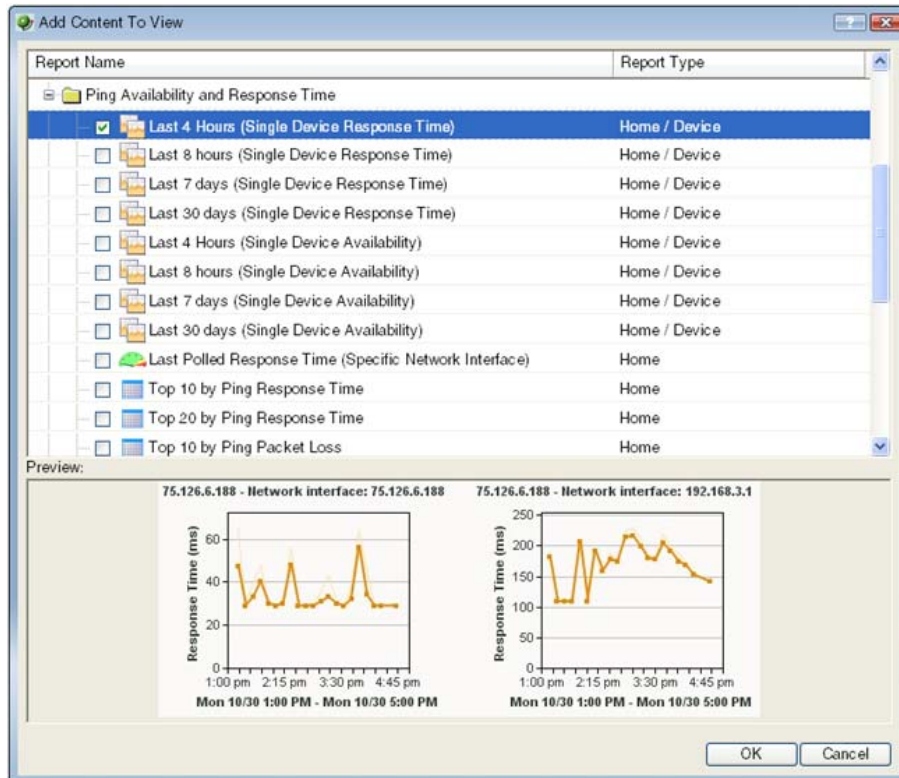 Add Content To View
Report Name Report Type
Ping Availability and Response Time
Last 4 Hours (Single Device Response Time) Home / Device
Last 8 hours (Single Device Response Time) Home / Device
Last 7 days (Single Device Response Time) Home / Device
Last 30 days (Single Device Response Time) Home / Device
Last 4 Hours (Single Device Availability) Home / Device
Last 8 hours (Single Device Availability) Home / Device
Last 7 days (Single Device Availability) Home / Device
Last 30 days (Single Device Availability) Home / Device
Last Polled Response Time (Specific Network Interface) Home
Top 10 by Ping Response Time Home
Top 20 by Ping Response Time Home
Top 10 by Ping Packet Loss Home
Preview:
75.126.6.188 - Network interface: 75.126.6.188
Response Time (ms)
60
40
20
0
1:00 pm 2:15 pm 3:30 pm 4:45 pm
Mon 10/30 1:00 PM - Mon 10/30 5:00 PM
75.126.6.188 - Network interface: 192.168.3.1
Response Time (ms)
250
200
150
100
50
0
1:00 pm 2:15 pm 3:30 pm 4:45 pm
Mon 10/30 1:00 PM - Mon 10/30 5:00 PM
OK Cancel